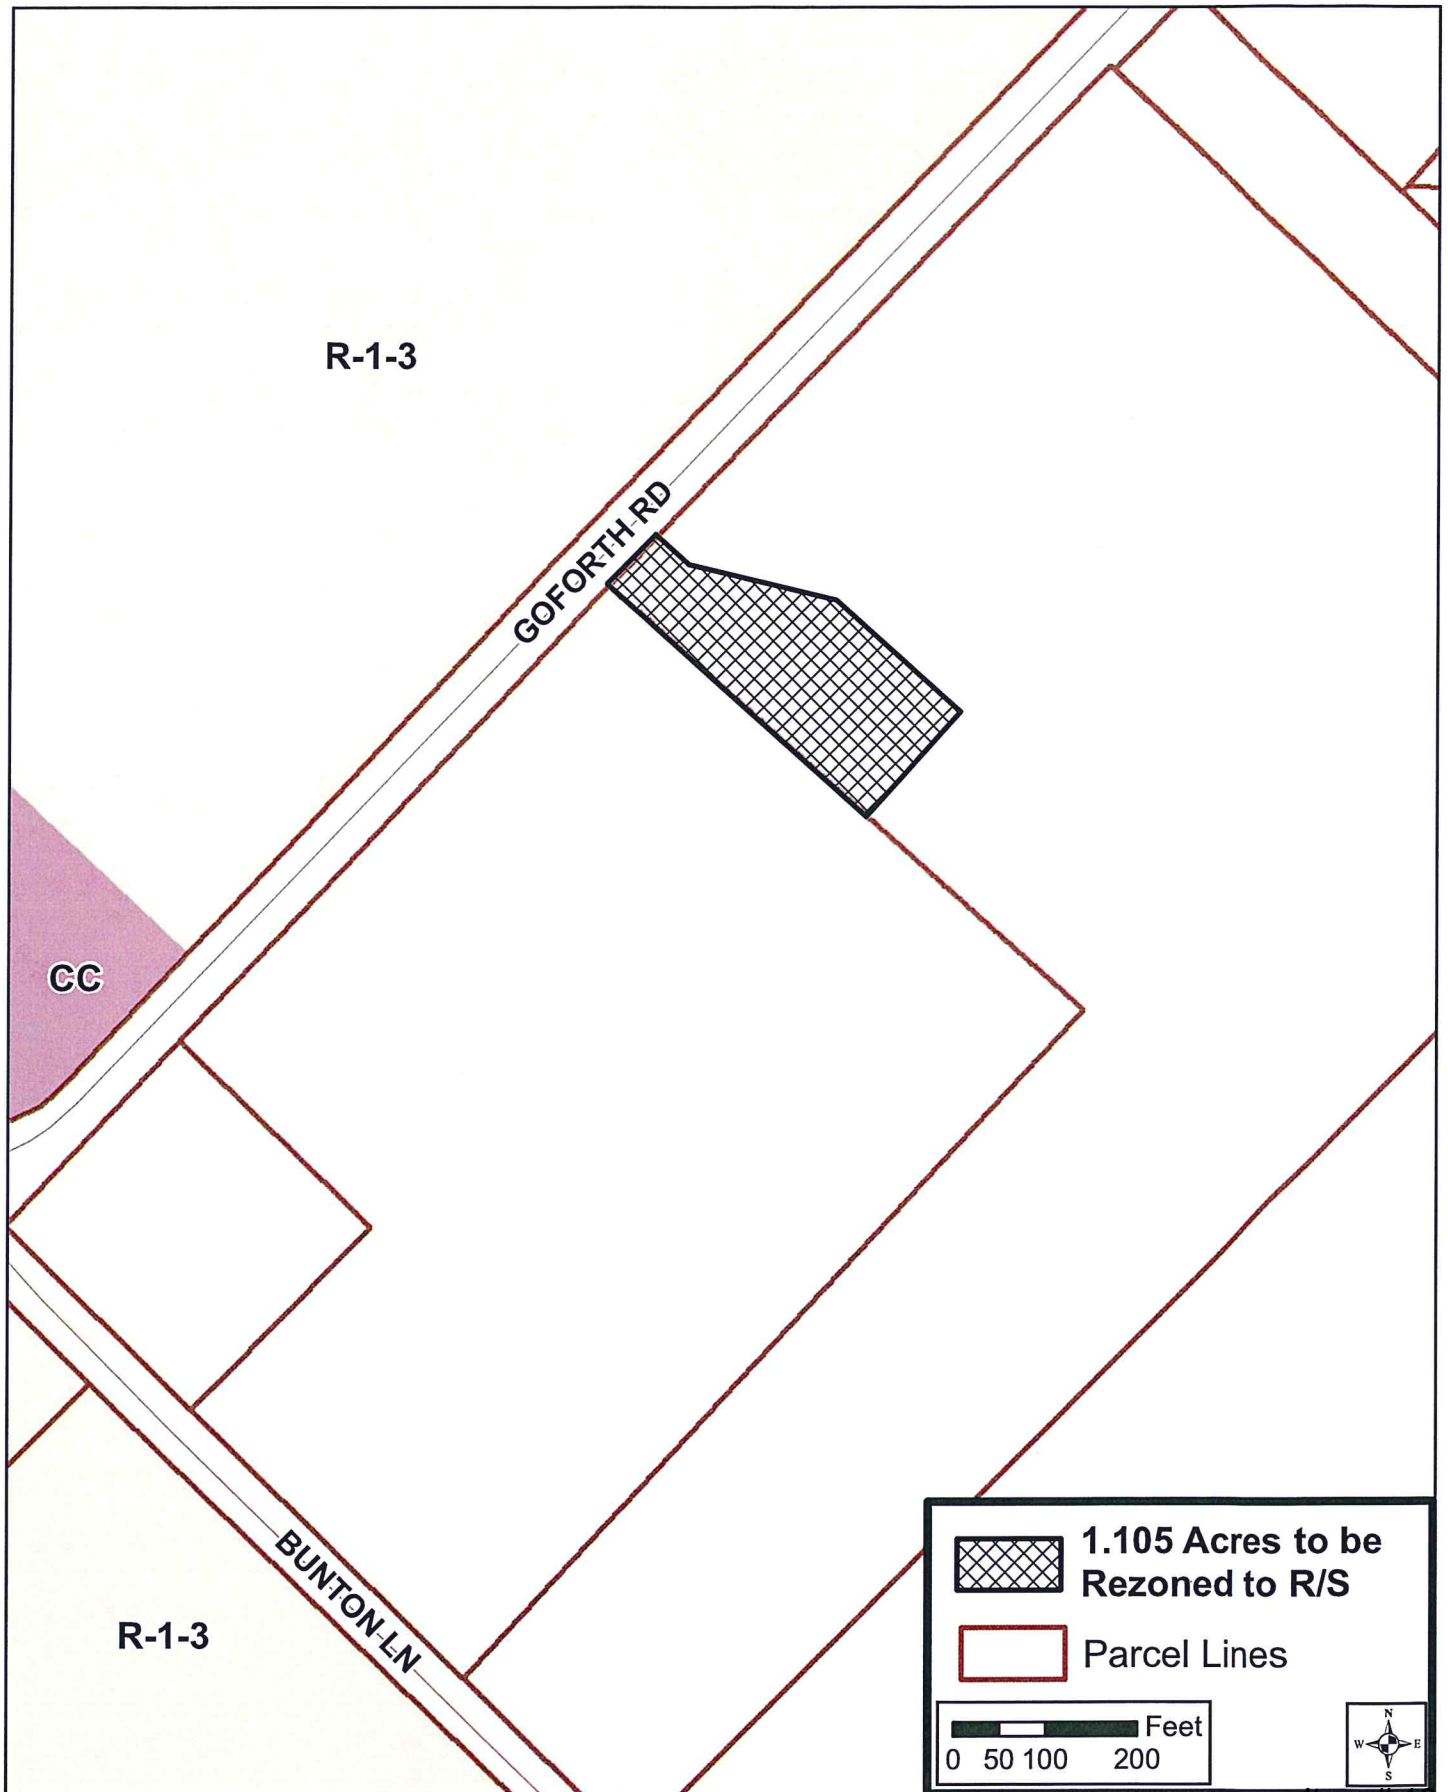 R-1-3
GOFORTH RD
CC
BUNTON LN
R-1-3
1.105 Acres to be
Rezoned to R/S
Parcel Lines
Feet
0 50 100 200
N
W E
S